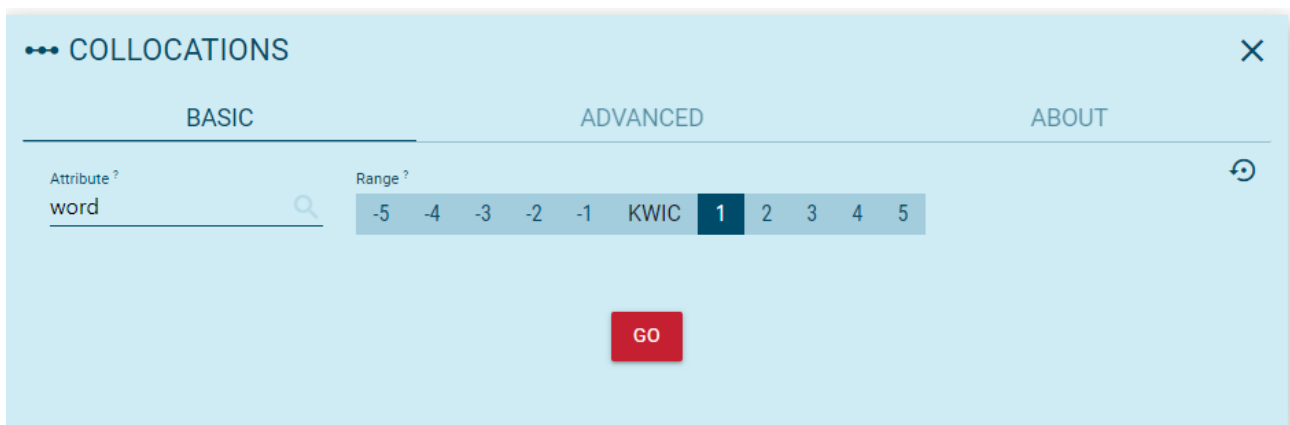 COLLOCATIONS
BASIC ADVANCED ABOUT
Attribute ? Range ?
word -5 -4 -3 -2 -1 KWIC 1 2 3 4 5
GO